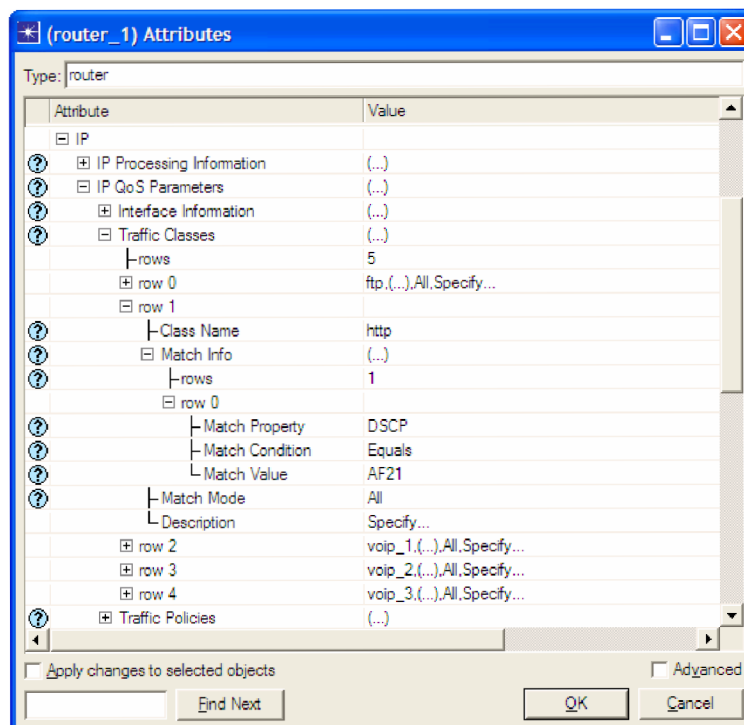 (router_1) Attributes
Type: router
Attribute Value
IP
IP Processing Information (...)
IP QoS Parameters (...)
Interface Information (...)
Traffic Classes (...)
rows 5
row 0 ftp,(...),All,Specify...
row 1
Class Name http
Match Info (...)
rows 1
row 0
Match Property DSCP
Match Condition Equals
Match Value AF21
Match Mode All
Description Specify...
row 2 voip_1,(...),All,Specify...
row 3 voip_2,(...),All,Specify...
row 4 voip_3,(...),All,Specify...
Traffic Policies (...)
Apply changes to selected objects Advanced
Find Next OK Cancel